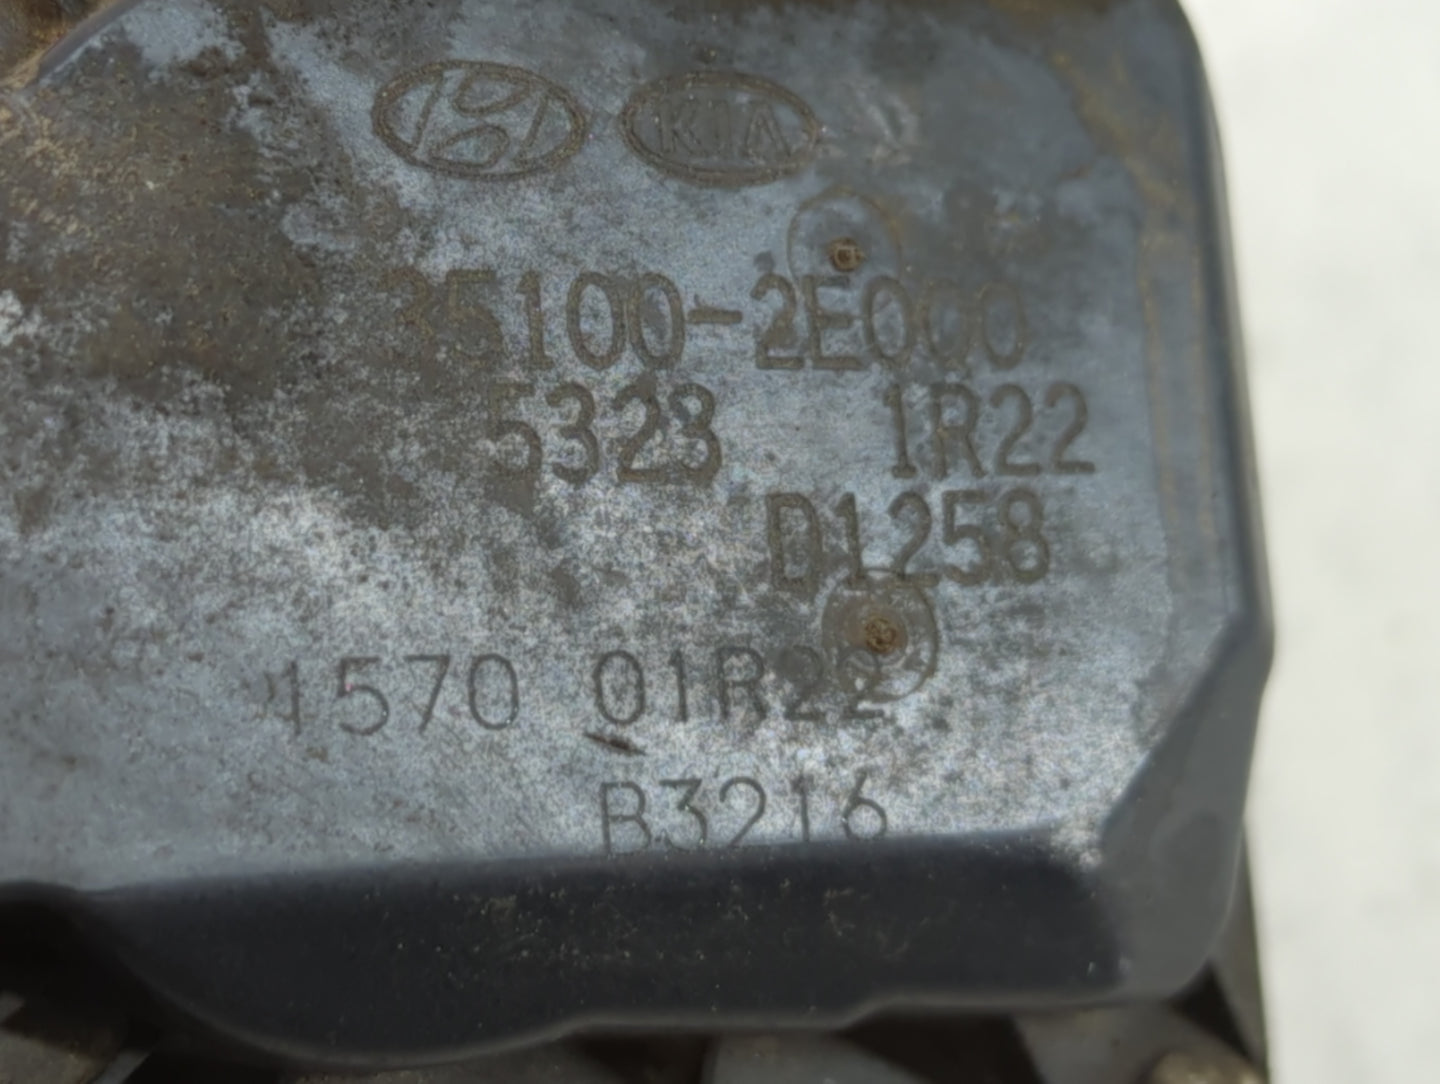 KIA
35100-2E000
5323 1R22
D1258
1570 01R22
B3216